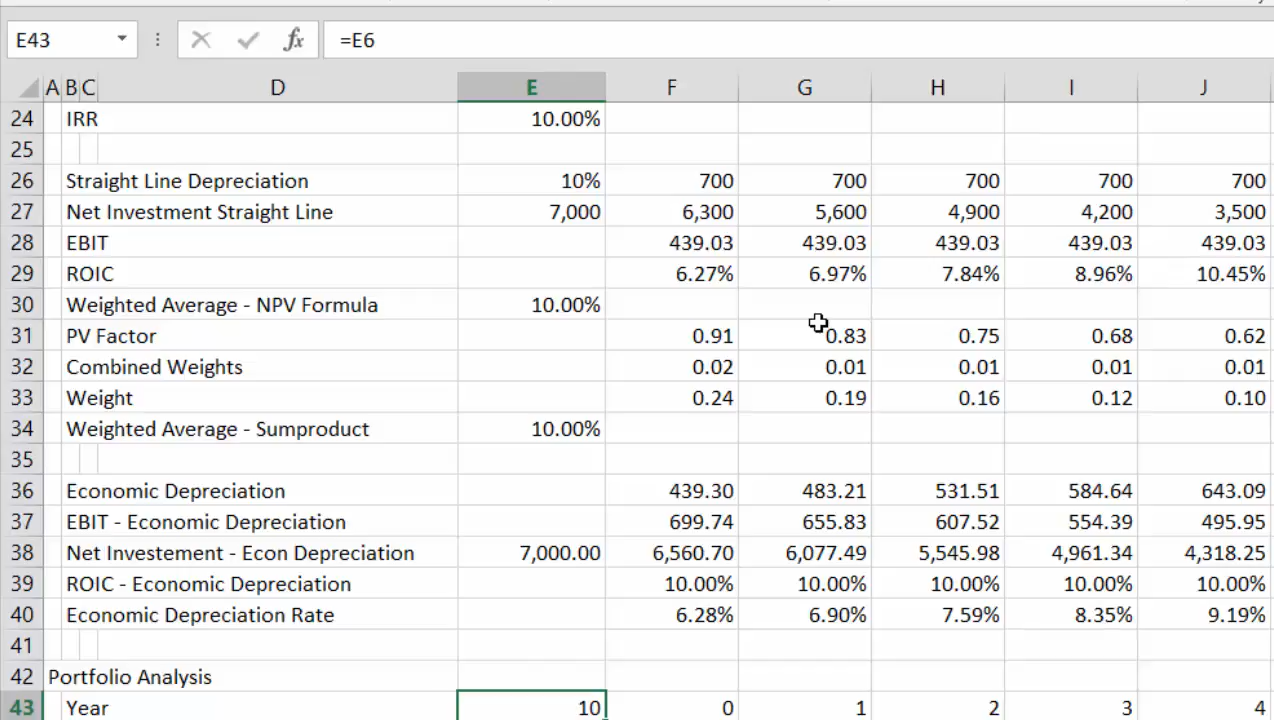 E43 fx =E6
A B C D E F G H I J
24 IRR 10.00%
25
26 Straight Line Depreciation 10% 700 700 700 700 700
27 Net Investment Straight Line 7,000 6,300 5,600 4,900 4,200 3,500
28 EBIT 439.03 439.03 439.03 439.03 439.03
29 ROIC 6.27% 6.97% 7.84% 8.96% 10.45%
30 Weighted Average - NPV Formula 10.00%
31 PV Factor 0.91 0.83 0.75 0.68 0.62
32 Combined Weights 0.02 0.01 0.01 0.01 0.01
33 Weight 0.24 0.19 0.16 0.12 0.10
34 Weighted Average - Sumproduct 10.00%
35
36 Economic Depreciation 439.30 483.21 531.51 584.64 643.09
37 EBIT - Economic Depreciation 699.74 655.83 607.52 554.39 495.95
38 Net Investement - Econ Depreciation 7,000.00 6,560.70 6,077.49 5,545.98 4,961.34 4,318.25
39 ROIC - Economic Depreciation 10.00% 10.00% 10.00% 10.00% 10.00%
40 Economic Depreciation Rate 6.28% 6.90% 7.59% 8.35% 9.19%
41
42 Portfolio Analysis
43 Year 10 0 1 2 3 4